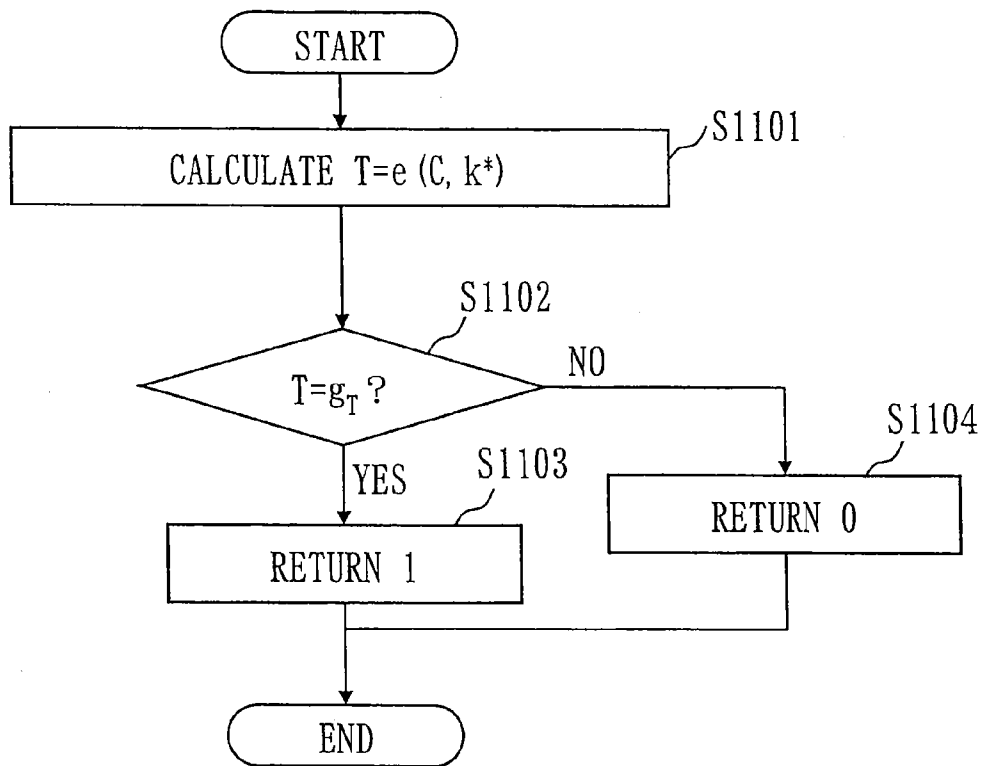 START
S1101
CALCULATE T=e (C, k*)
S1102
T=g_T ?
NO
YES
S1103
S1104
RETURN 1
RETURN 0
END